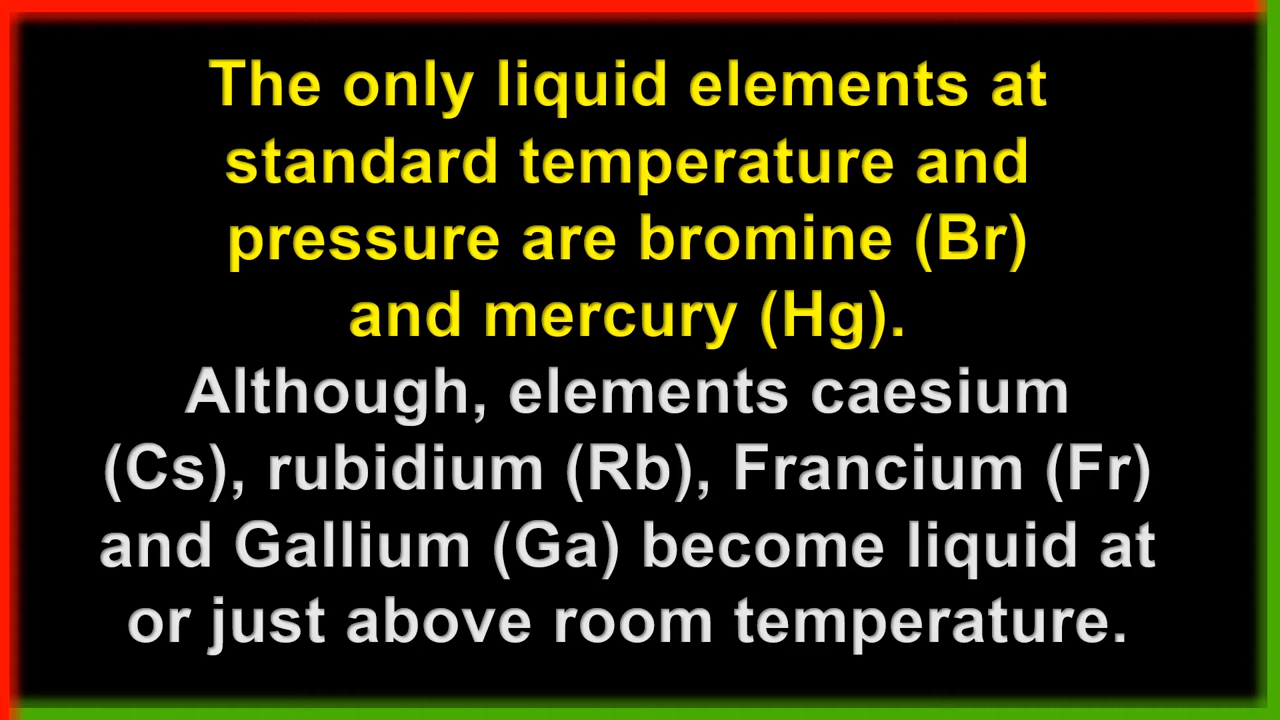 The only liquid elements at
standard temperature and
pressure are bromine (Br)
and mercury (Hg).
Although, elements caesium
(Cs), rubidium (Rb), Francium (Fr)
and Gallium (Ga) become liquid at
or just above room temperature.